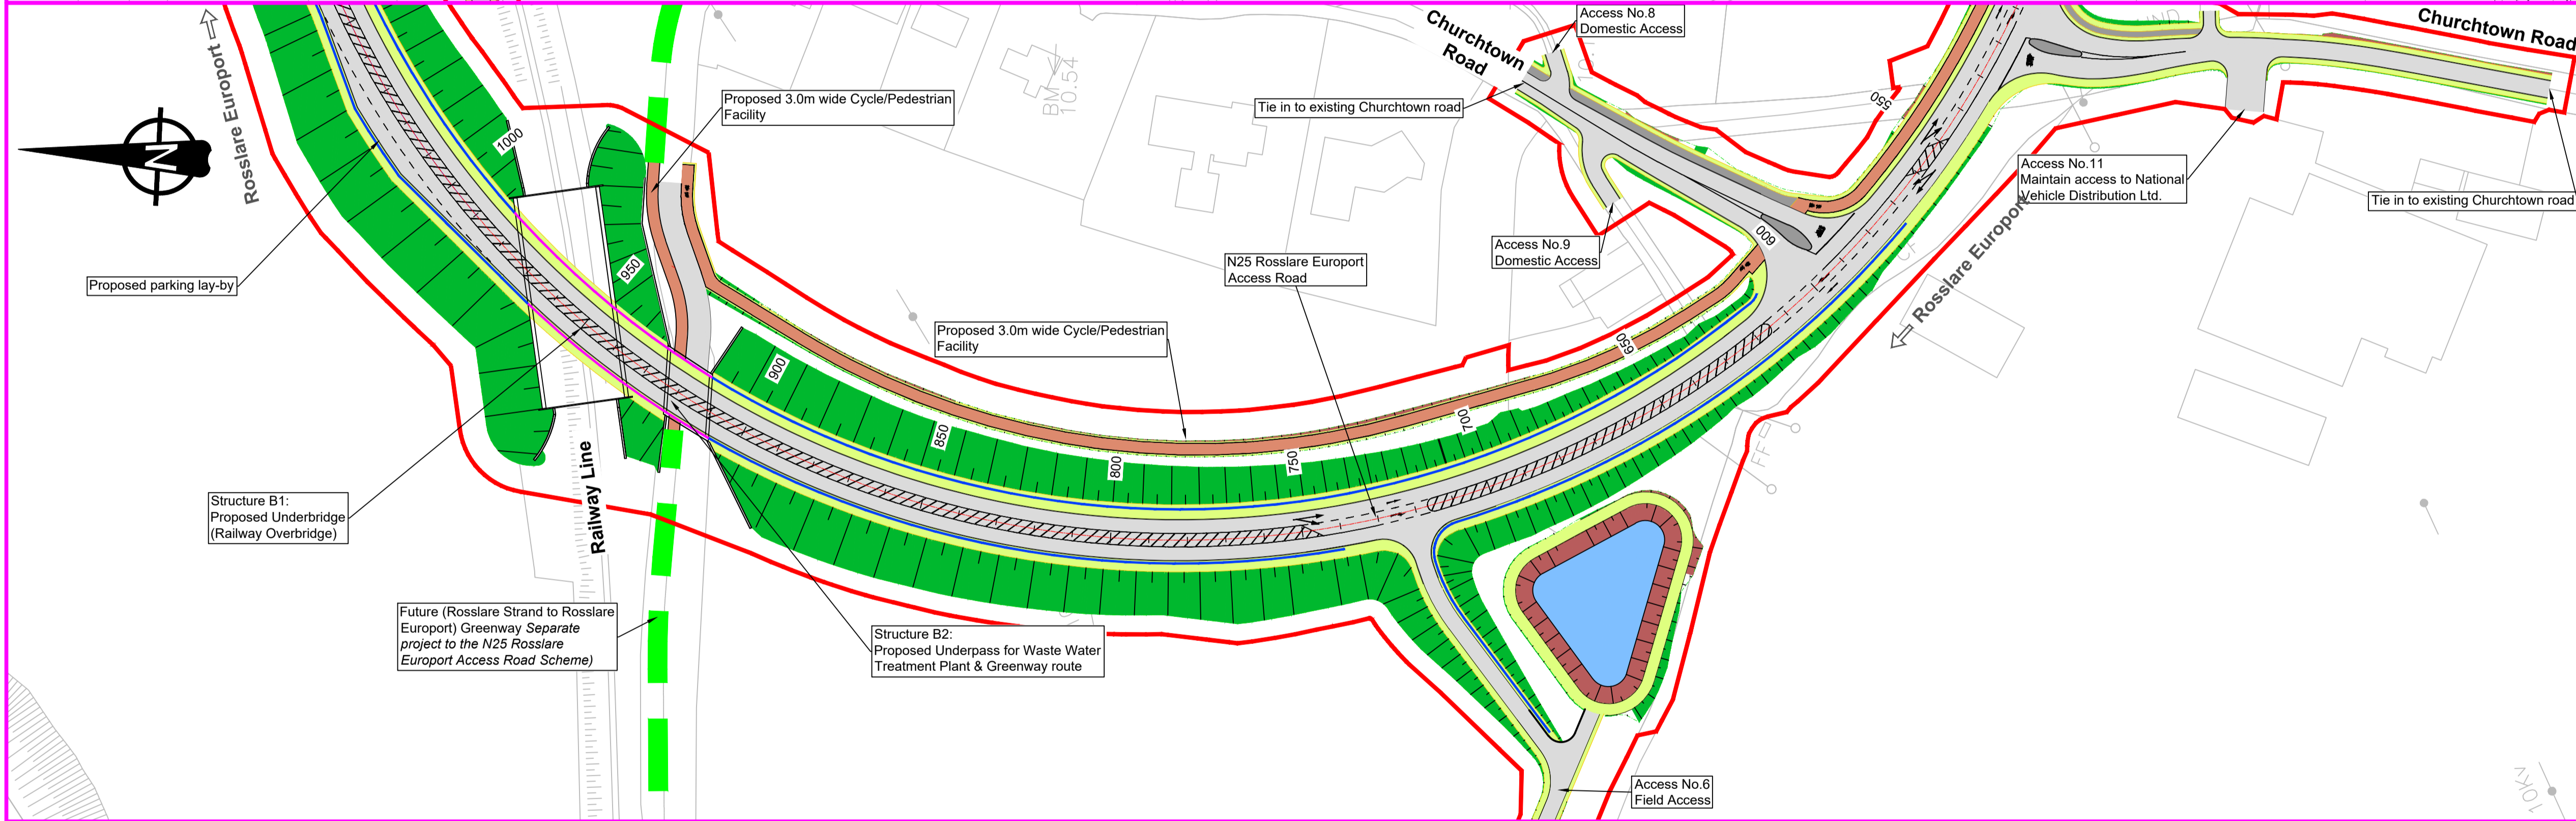 Rosslare Europort
N
Proposed parking lay-by
1000
Proposed 3.0m wide Cycle/Pedestrian
Facility
950
900
850
800
750
700
650
600
550
BM
10.54
Churchtown
Road
Access No.8
Domestic Access
Tie in to existing Churchtown road
Access No.9
Domestic Access
N25 Rosslare Europort
Access Road
Proposed 3.0m wide Cycle/Pedestrian
Facility
Churchtown Road
Access No.11
Maintain access to National
Vehicle Distribution Ltd.
Tie in to existing Churchtown road
Rosslare Europort
Structure B1:
Proposed Underbridge
(Railway Overbridge)
Railway Line
Future (Rosslare Strand to Rosslare
Europort) Greenway Separate
project to the N25 Rosslare
Europort Access Road Scheme)
Structure B2:
Proposed Underpass for Waste Water
Treatment Plant & Greenway route
Access No.6
Field Access